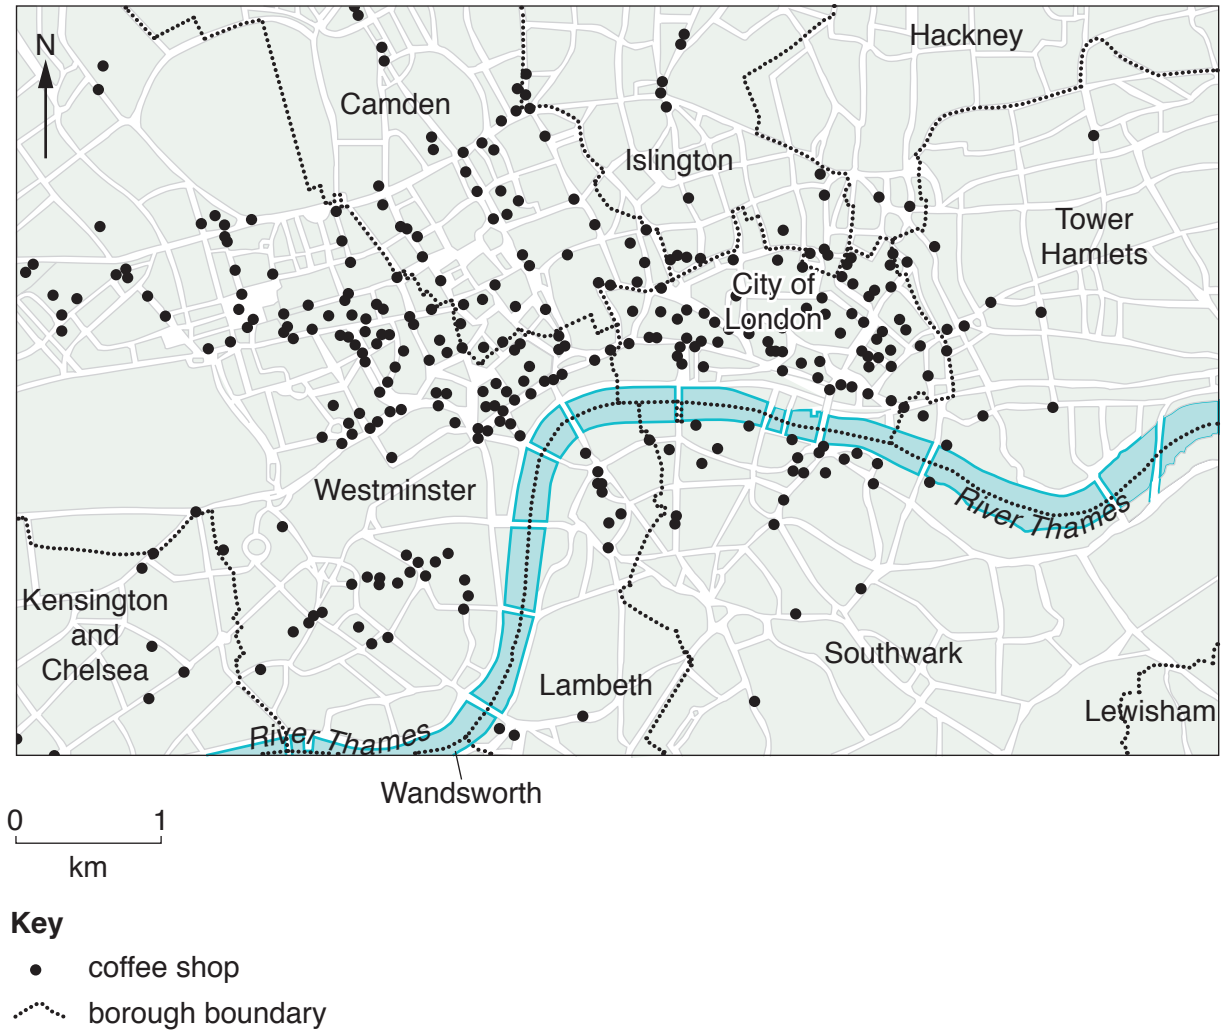 N
Hackney
Camden
Islington
Tower
Hamlets
City of
London
Westminster
River Thames
Kensington
and
Chelsea
Southwark
Lambeth
Lewisham
River Thames
Wandsworth
0 1
km
Key
coffee shop
borough boundary